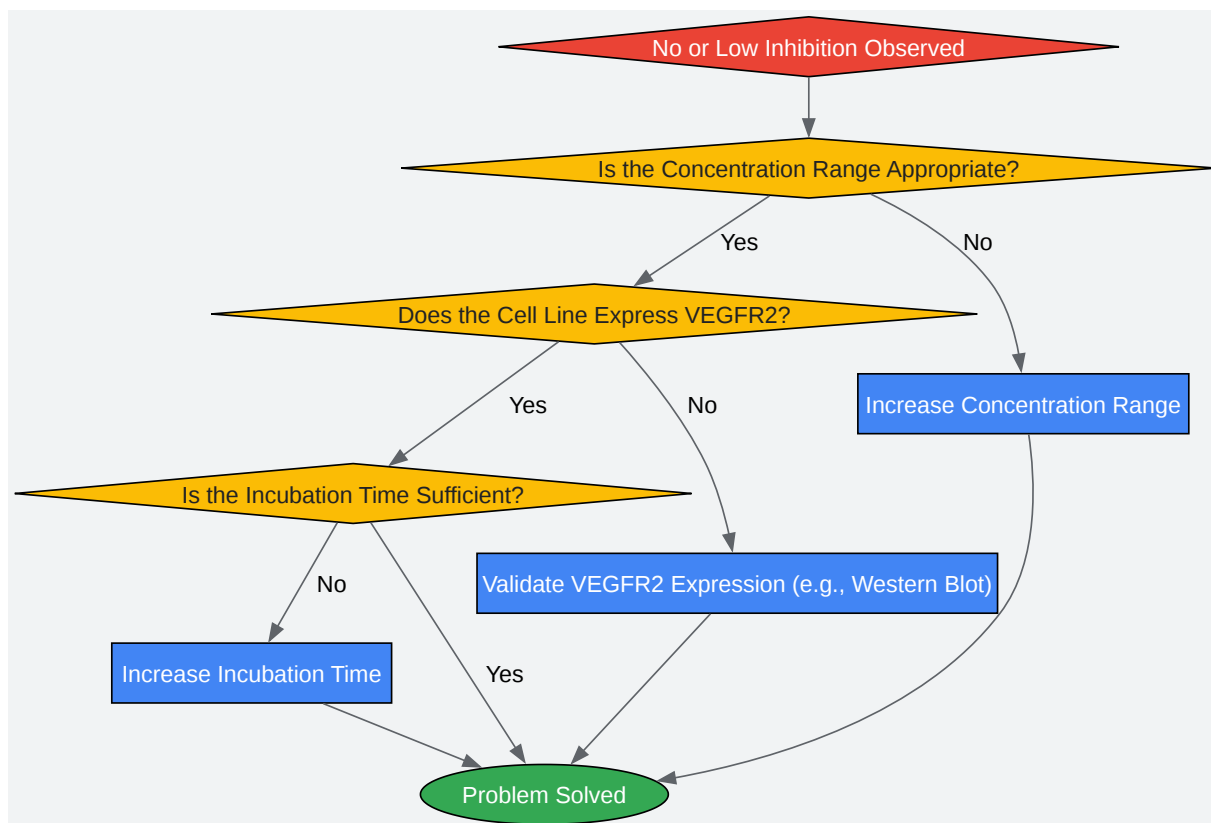 No or Low Inhibition Observed
Is the Concentration Range Appropriate?
Yes
No
Does the Cell Line Express VEGFR2?
Yes
No
Increase Concentration Range
Is the Incubation Time Sufficient?
No
Validate VEGFR2 Expression (e.g., Western Blot)
Increase Incubation Time
Yes
Problem Solved